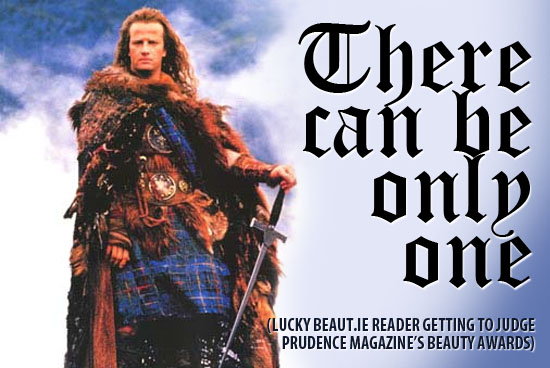 There
can be
only
one
(LUCKY BEAUT.IE READER GETTING TO JUDGE
PRUDENCE MAGAZINE'S BEAUTY AWARDS)